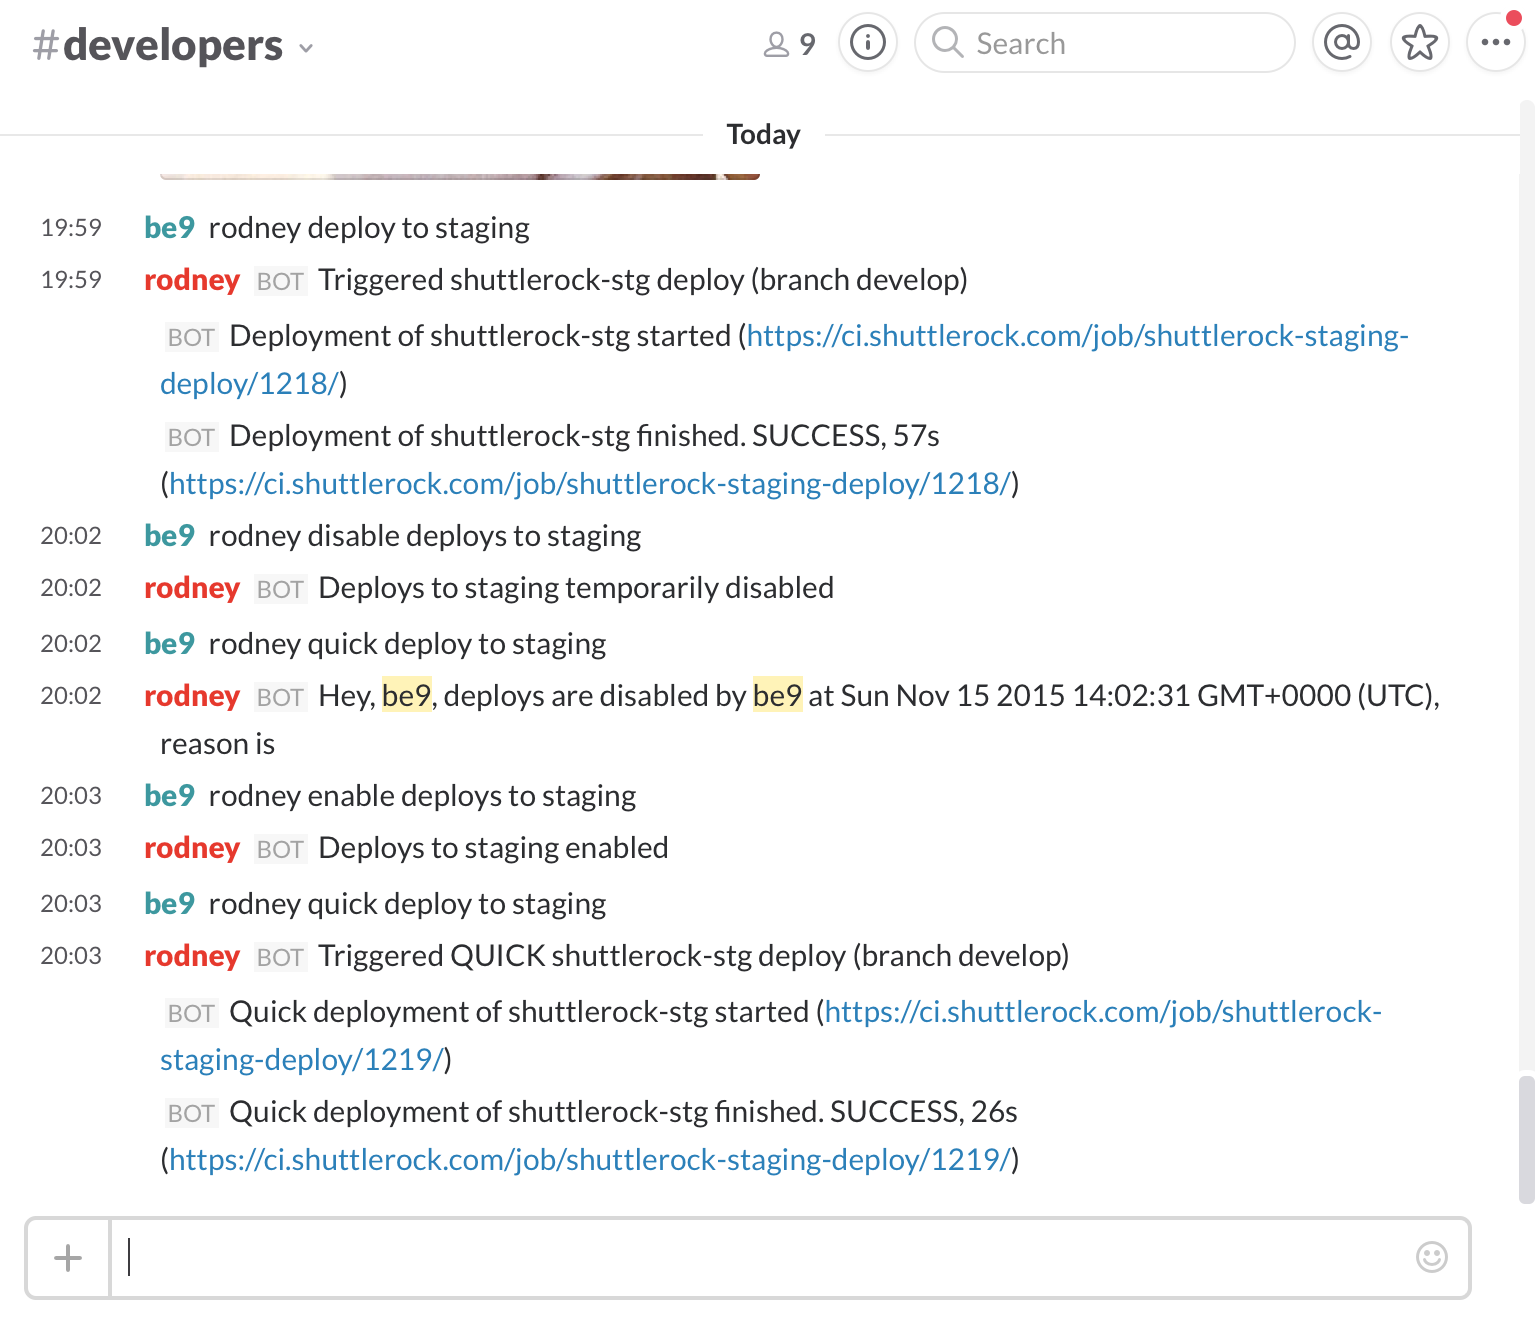 #developers
9
Search
Today
19:59 be9 rodney deploy to staging
19:59 rodney BOT Triggered shuttlerock-stg deploy (branch develop)
BOT Deployment of shuttlerock-stg started (https://ci.shuttlerock.com/job/shuttlerock-staging-
deploy/1218/)
BOT Deployment of shuttlerock-stg finished. SUCCESS, 57s
(https://ci.shuttlerock.com/job/shuttlerock-staging-deploy/1218/)
20:02 be9 rodney disable deploys to staging
20:02 rodney BOT Deploys to staging temporarily disabled
20:02 be9 rodney quick deploy to staging
20:02 rodney BOT Hey, be9, deploys are disabled by be9 at Sun Nov 15 2015 14:02:31 GMT+0000 (UTC),
reason is
20:03 be9 rodney enable deploys to staging
20:03 rodney BOT Deploys to staging enabled
20:03 be9 rodney quick deploy to staging
20:03 rodney BOT Triggered QUICK shuttlerock-stg deploy (branch develop)
BOT Quick deployment of shuttlerock-stg started (https://ci.shuttlerock.com/job/shuttlerock-
staging-deploy/1219/)
BOT Quick deployment of shuttlerock-stg finished. SUCCESS, 26s
(https://ci.shuttlerock.com/job/shuttlerock-staging-deploy/1219/)